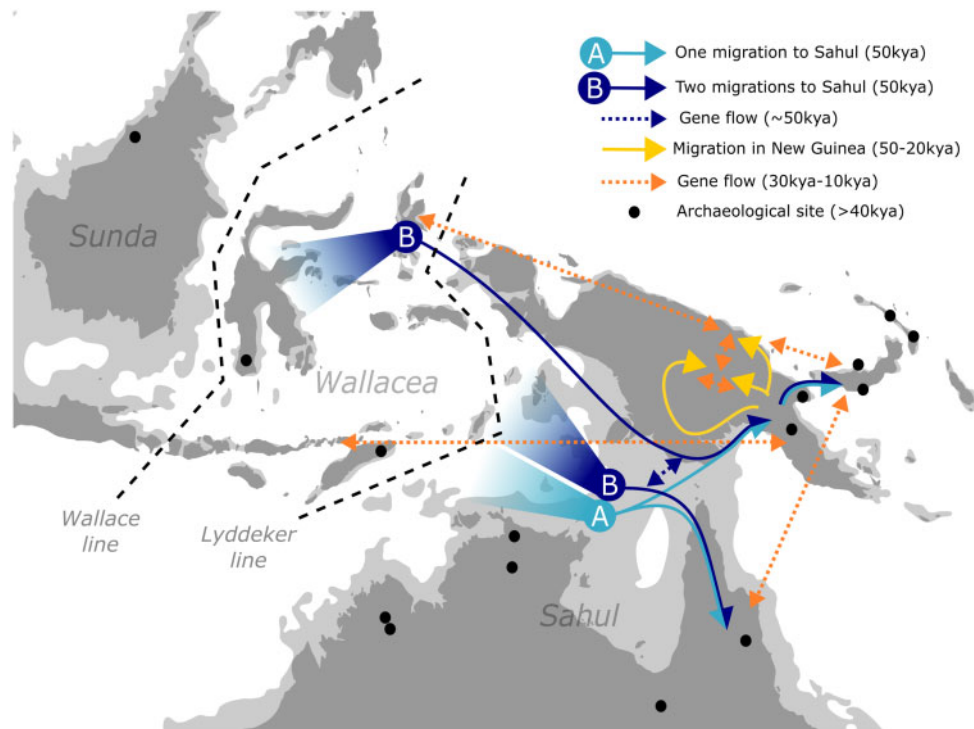 A One migration to Sahul (50kya)
B Two migrations to Sahul (50kya)
Gene flow (~50kya)
Migration in New Guinea (50-20kya)
Gene flow (30kya-10kya)
Archaeological site (>40kya)
Sunda
B
Wallacea
B
A
Wallace
line
Lyddeker
line
Sahul